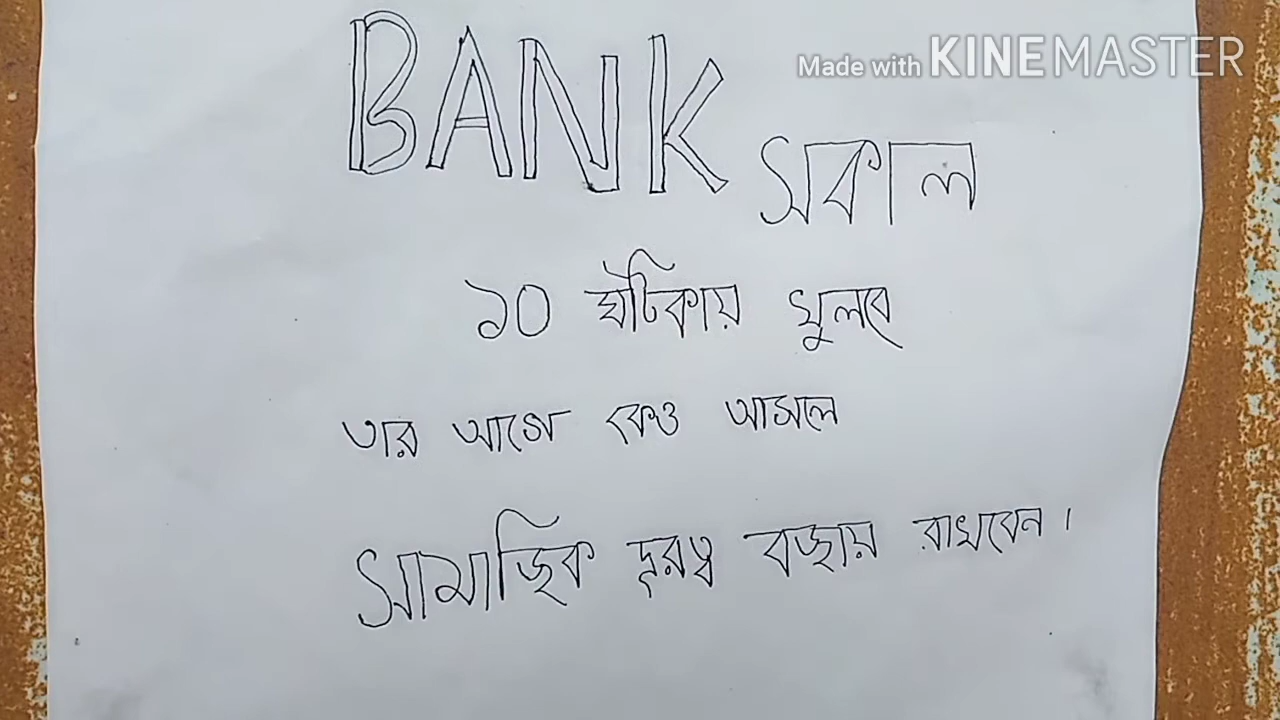 Made with KINEMASTER
BANK সকাল
১০ ঘটিকায় খুলবে
তার আগে কেও আসলে
সামাজিক দূরত্ব বজায় রাখবেন।